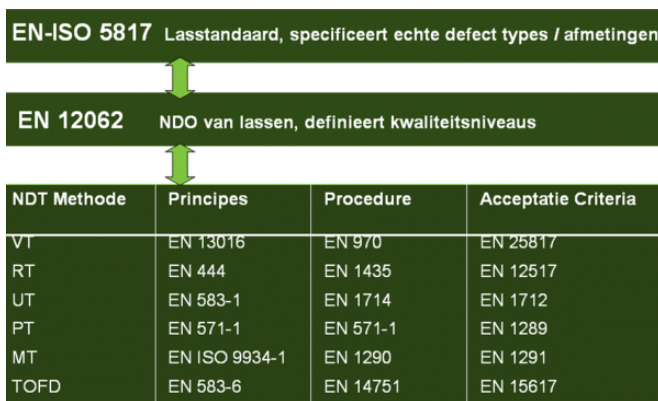 EN-ISO 5817 Lasstandaard, specificeert echte defect types / afmetingen
EN 12062 NDO van lassen, definieert kwaliteitsniveaus
NDT Methode Principes Procedure Acceptatie Criteria
VT EN 13016 EN 970 EN 25817
RT EN 444 EN 1435 EN 12517
UT EN 583-1 EN 1714 EN 1712
PT EN 571-1 EN 571-1 EN 1289
MT EN ISO 9934-1 EN 1290 EN 1291
TOFD EN 583-6 EN 14751 EN 15617